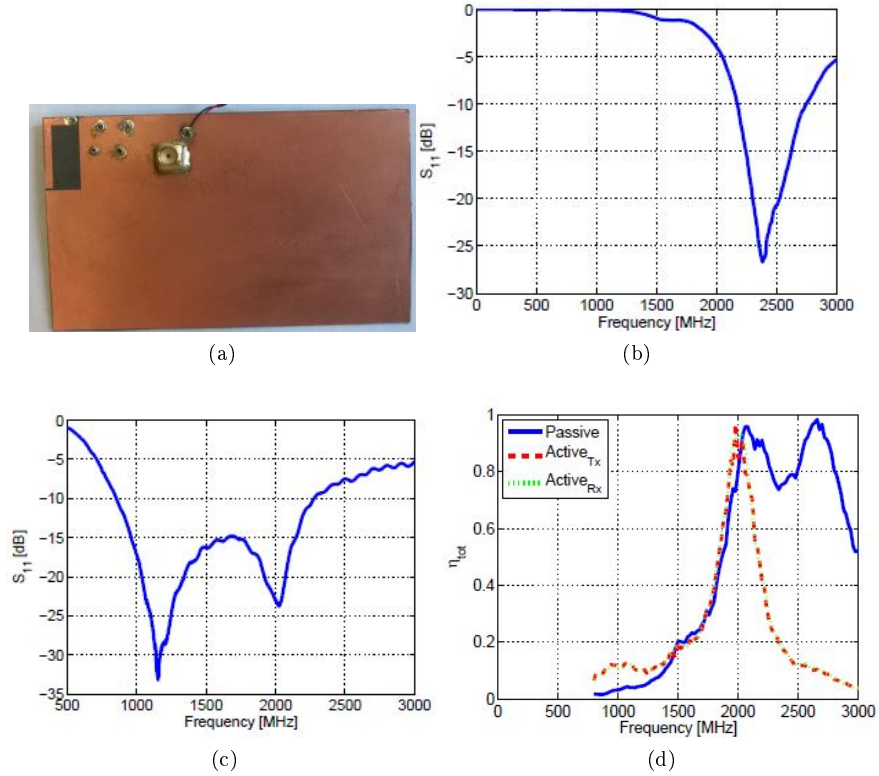 0
−5
−10
−15
−20
−25
−30
S11 [dB]
0 500 1000 1500 2000 2500 3000
Frequency [MHz]
(a)
(b)
0
−5
−10
−15
−20
−25
−30
−35
S11 [dB]
500 1000 1500 2000 2500 3000
Frequency [MHz]
(c)
1
0.8
0.6
0.4
0.2
0
ηtot
Passive
ActiveTx
ActiveRx
0 500 1000 1500 2000 2500 3000
Frequency [MHz]
(d)